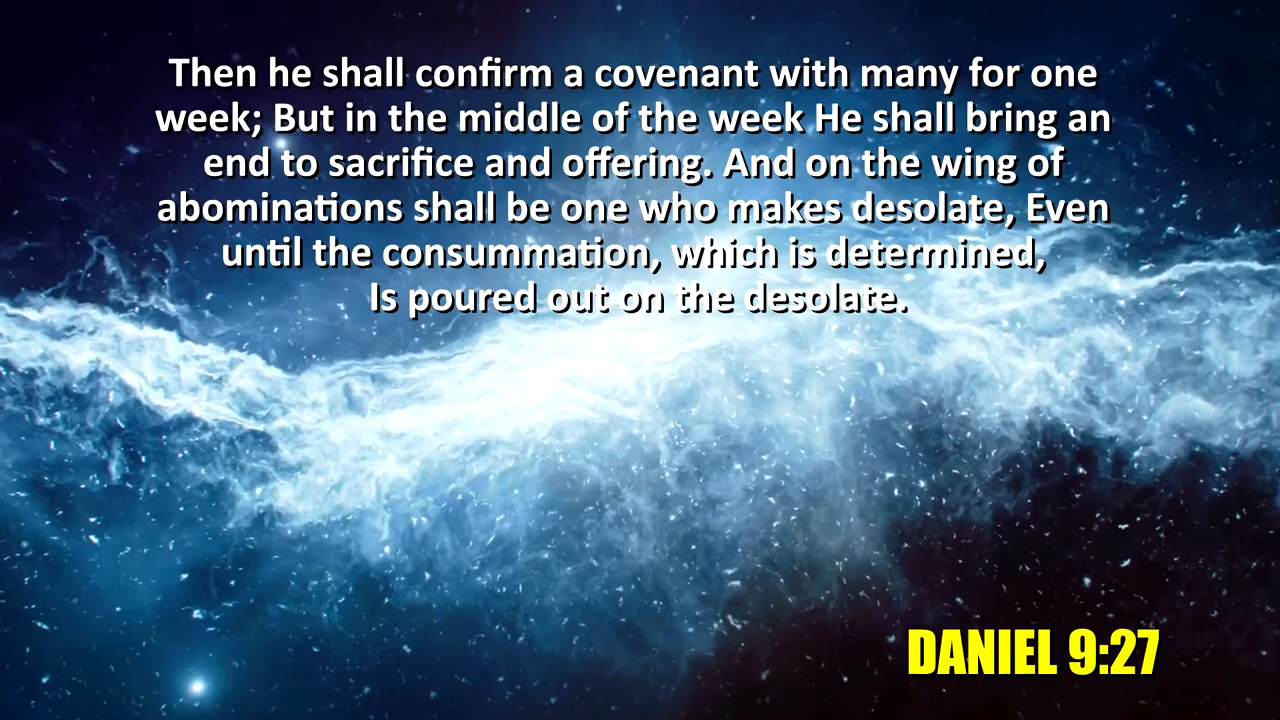 Then he shall confirm a covenant with many for one
week; But in the middle of the week He shall bring an
end to sacrifice and offering. And on the wing of
abominations shall be one who makes desolate, Even
until the consummation, which is determined,
Is poured out on the desolate.
DANIEL 9:27